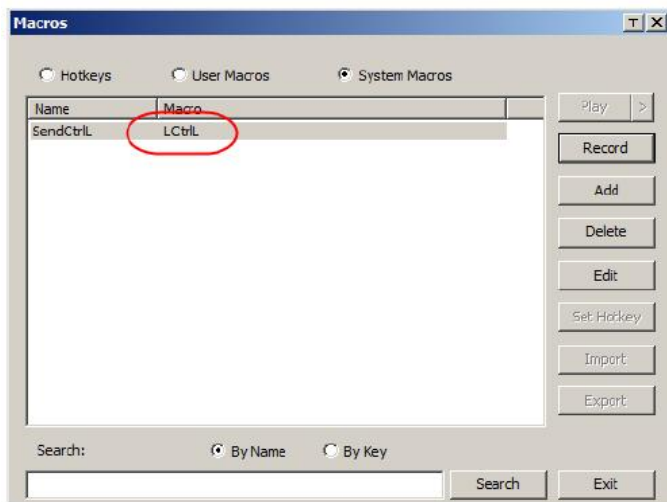 Macros
Hotkeys User Macros System Macros
Name Macro
SendCtrlL LCtrlL
Play >
Record
Add
Delete
Edit
Set Hotkey
Import
Export
Search: By Name By Key
Search Exit